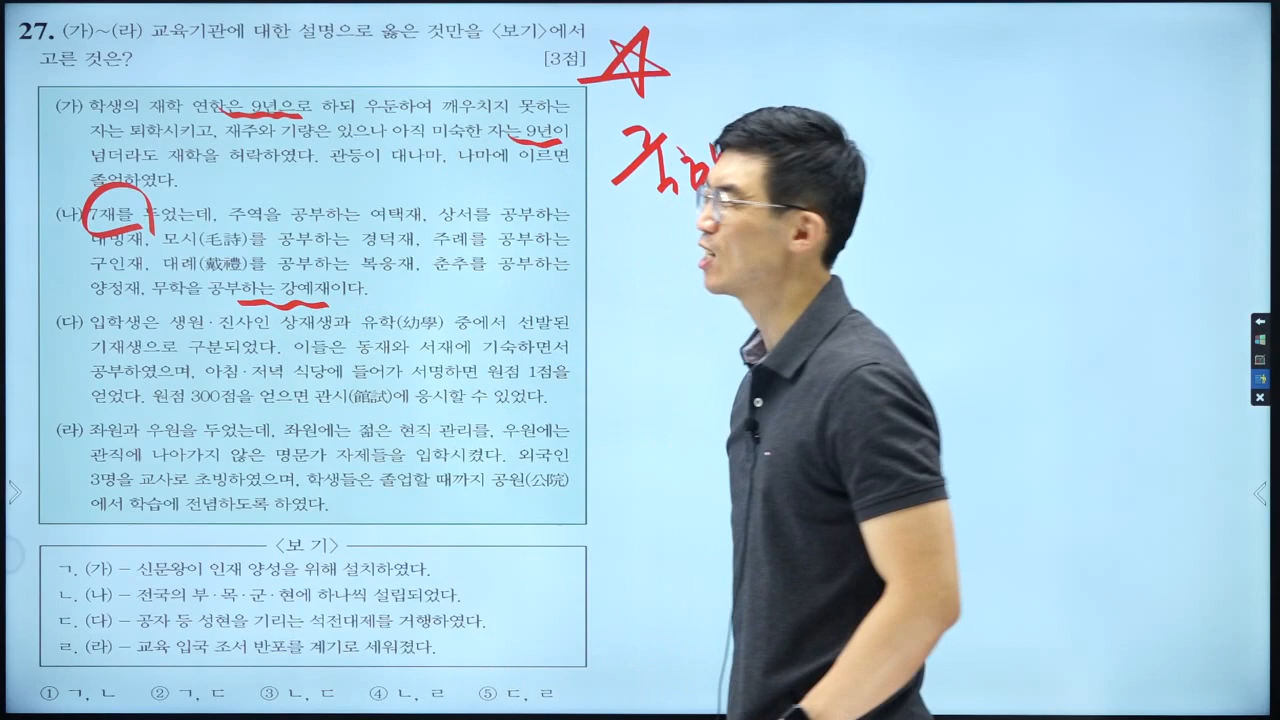 27. (가)~(라) 교육기관에 대한 설명으로 옳은 것만을 <보기>에서
고른 것은? [3점]
(가) 학생의 재학 연한은 9년으로 하되 우둔하여 깨우치지 못하는
자는 퇴학시키고, 재주와 기량은 있으나 아직 미숙한 자는 9년이
넘더라도 재학을 허락하였다. 관등이 대나마, 나마에 이르면
졸업하였다.
(나) 7재를 두었는데, 주역을 공부하는 여택재, 상서를 공부하는
대빙재, 모시(毛詩)를 공부하는 경덕재, 주례를 공부하는
구인재, 대례(戴禮)를 공부하는 복응재, 춘추를 공부하는
양정재, 무학을 공부하는 강예재이다.
(다) 입학생은 생원·진사인 상재생과 유학(幼學) 중에서 선발된
기재생으로 구분되었다. 이들은 동재와 서재에 기숙하면서
공부하였으며, 아침·저녁 식당에 들어가 서명하면 원점 1점을
얻었다. 원점 300점을 얻으면 관시(館試)에 응시할 수 있었다.
(라) 좌원과 우원을 두었는데, 좌원에는 젊은 현직 관리를, 우원에는
관직에 나아가지 않은 명문가 자제들을 입학시켰다. 외국인
3명을 교사로 초빙하였으며, 학생들은 졸업할 때까지 공원(公院)
에서 학습에 전념하도록 하였다.
<보 기>
ㄱ. (가) - 신문왕이 인재 양성을 위해 설치하였다.
ㄴ. (나) - 전국의 부·목·군·현에 하나씩 설립되었다.
ㄷ. (다) - 공자 등 성현을 기리는 석전대제를 거행하였다.
ㄹ. (라) - 교육 입국 조서 반포를 계기로 세워졌다.
① ㄱ, ㄴ ② ㄱ, ㄷ ③ ㄴ, ㄷ ④ ㄴ, ㄹ ⑤ ㄷ, ㄹ